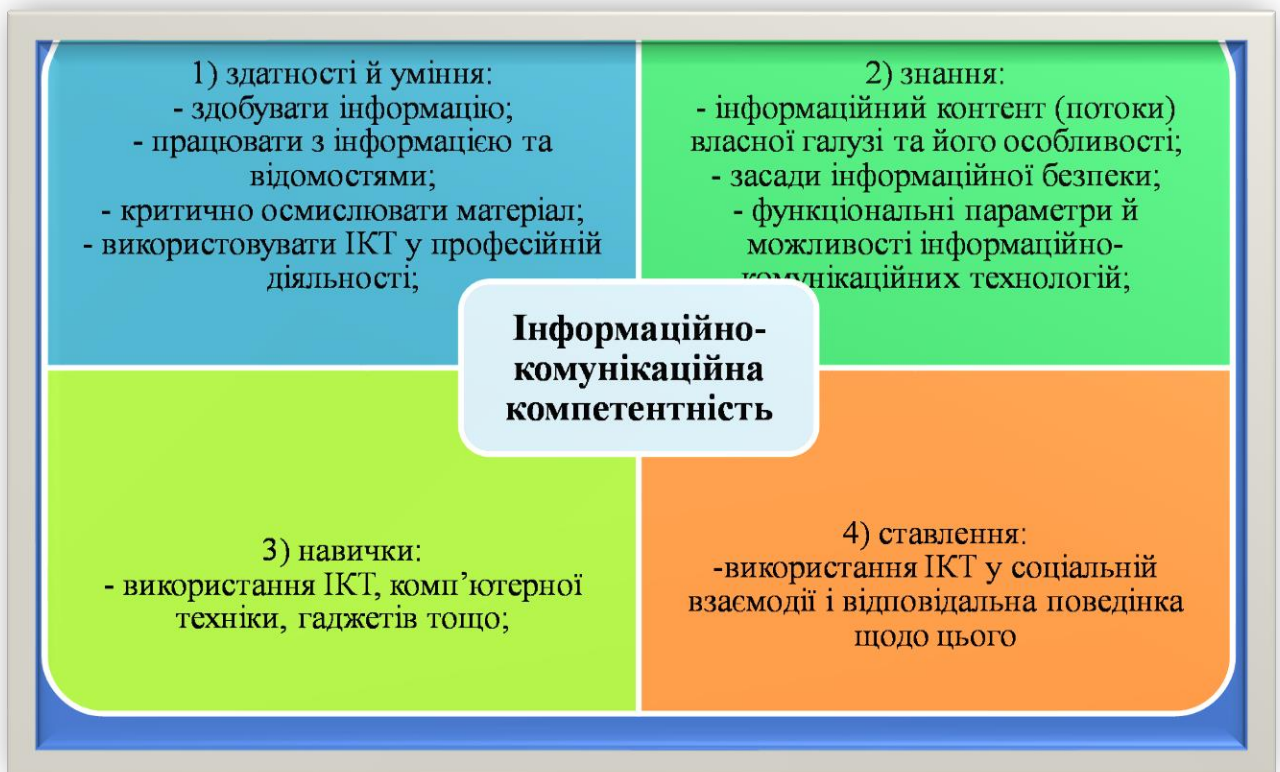 1) здатності й уміння:
- здобувати інформацію;
- працювати з інформацією та
відомостями;
- критично осмислювати матеріал;
- використовувати ІКТ у професійній
діяльності;
2) знання:
- інформаційний контент (потоки)
власної галузі та його особливості;
- засади інформаційної безпеки;
- функціональні параметри й
можливості інформаційно-
комунікаційних технологій;
Інформаційно-
комунікаційна
компетентність
3) навички:
- використання ІКТ, комп’ютерної
техніки, гаджетів тощо;
4) ставлення:
-використання ІКТ у соціальній
взаємодії і відповідальна поведінка
щодо цього